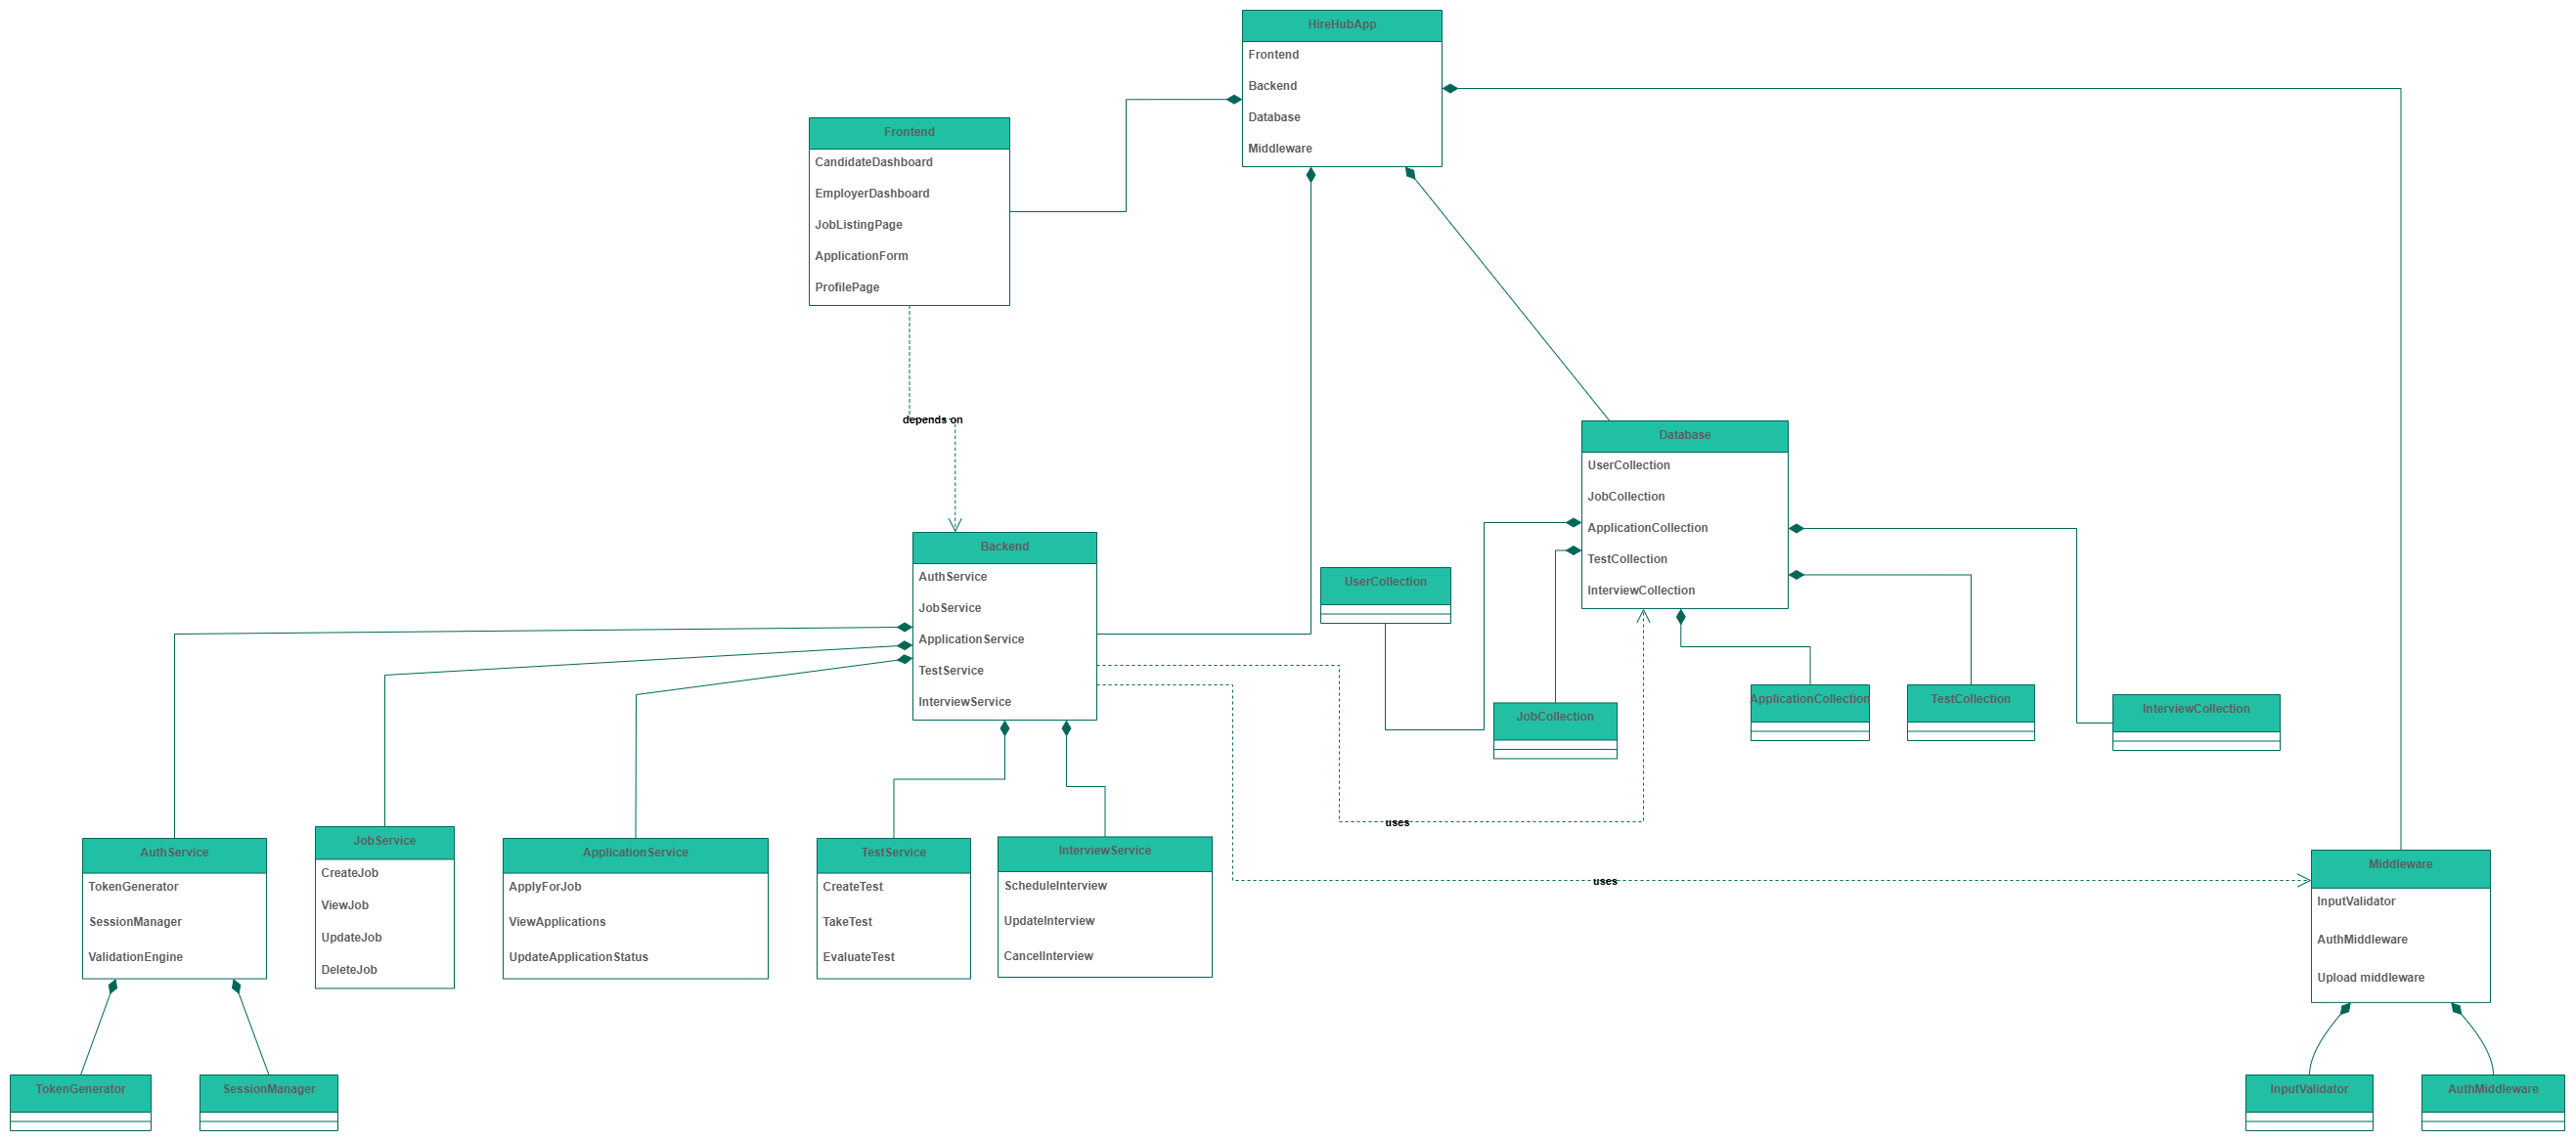 HireHubApp
Frontend
Backend
Database
Middleware
Frontend
CandidateDashboard
EmployerDashboard
JobListingPage
ApplicationForm
ProfilePage
depends on
Database
UserCollection
JobCollection
ApplicationCollection
TestCollection
InterviewCollection
Backend
AuthService
JobService
ApplicationService
TestService
InterviewService
UserCollection
JobCollection
ApplicationCollection
TestCollection
InterviewCollection
uses
uses
AuthService
TokenGenerator
SessionManager
ValidationEngine
JobService
CreateJob
ViewJob
UpdateJob
DeleteJob
ApplicationService
ApplyForJob
ViewApplications
UpdateApplicationStatus
TestService
CreateTest
TakeTest
EvaluateTest
InterviewService
ScheduleInterview
UpdateInterview
CancelInterview
Middleware
InputValidator
AuthMiddleware
Upload middleware
TokenGenerator
SessionManager
InputValidator
AuthMiddleware